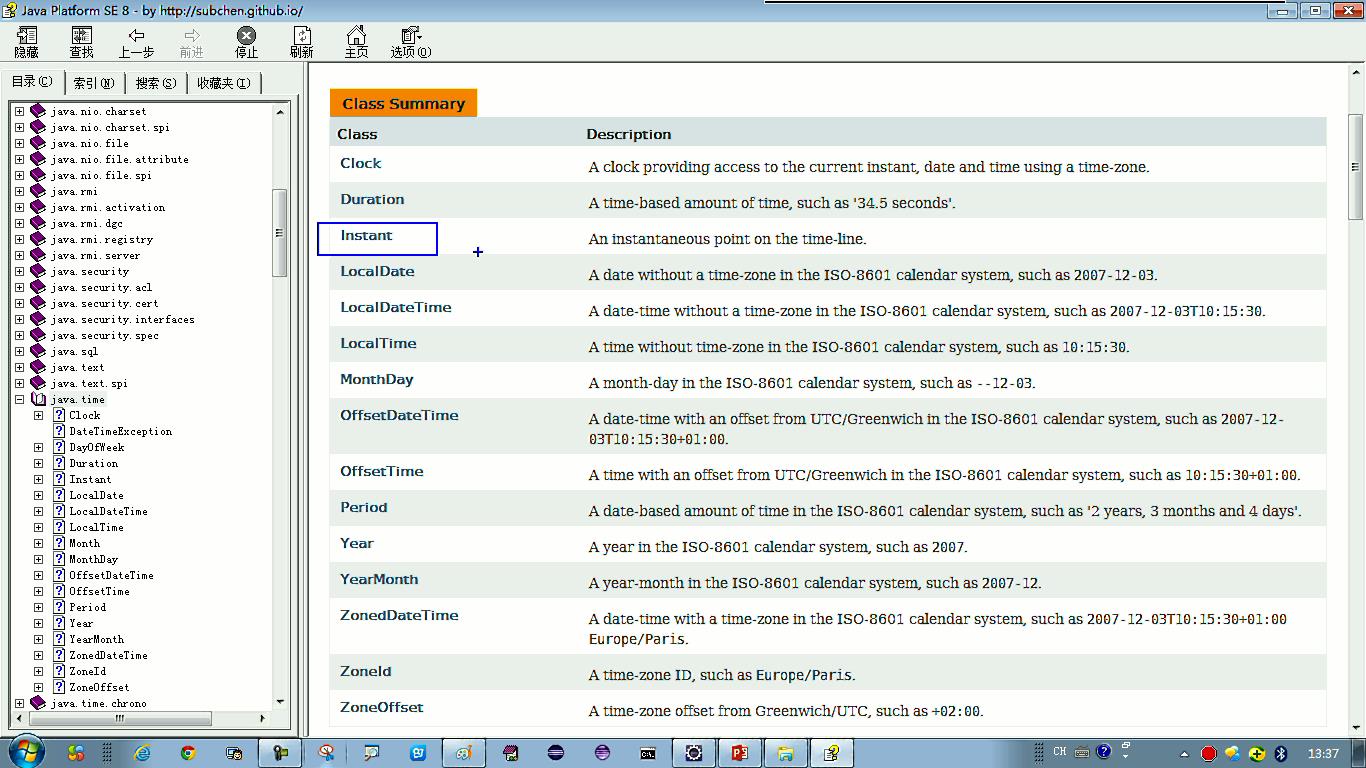 Java Platform SE 8 - by http://subchen.github.io/
隐藏 查找 上一步 前进 停止 刷新 主页 选项(O)
目录(C) 索引(N) 搜索(S) 收藏夹(I)
java.nio.charset
java.nio.charset.spi
java.nio.file
java.nio.file.attribute
java.nio.file.spi
java.rmi
java.rmi.activation
java.rmi.dgc
java.rmi.registry
java.rmi.server
java.security
java.security.acl
java.security.cert
java.security.interfaces
java.security.spec
java.sql
java.text
java.text.spi
java.time
Clock
DateTimeException
DayOfWeek
Duration
Instant
LocalDate
LocalDateTime
LocalTime
Month
MonthDay
OffsetDateTime
OffsetTime
Period
Year
YearMonth
ZonedDateTime
ZoneId
ZoneOffset
java.time.chrono
Class Summary
Class Description
Clock A clock providing access to the current instant, date and time using a time-zone.
Duration A time-based amount of time, such as '34.5 seconds'.
Instant An instantaneous point on the time-line.
LocalDate A date without a time-zone in the ISO-8601 calendar system, such as 2007-12-03.
LocalDateTime A date-time without a time-zone in the ISO-8601 calendar system, such as 2007-12-03T10:15:30.
LocalTime A time without time-zone in the ISO-8601 calendar system, such as 10:15:30.
MonthDay A month-day in the ISO-8601 calendar system, such as --12-03.
OffsetDateTime A date-time with an offset from UTC/Greenwich in the ISO-8601 calendar system, such as 2007-12-
03T10:15:30+01:00.
OffsetTime A time with an offset from UTC/Greenwich in the ISO-8601 calendar system, such as 10:15:30+01:00.
Period A date-based amount of time in the ISO-8601 calendar system, such as '2 years, 3 months and 4 days'.
Year A year in the ISO-8601 calendar system, such as 2007.
YearMonth A year-month in the ISO-8601 calendar system, such as 2007-12.
ZonedDateTime A date-time with a time-zone in the ISO-8601 calendar system, such as 2007-12-03T10:15:30+01:00
Europe/Paris.
ZoneId A time-zone ID, such as Europe/Paris.
ZoneOffset A time-zone offset from Greenwich/UTC, such as +02:00.
CH 13:37